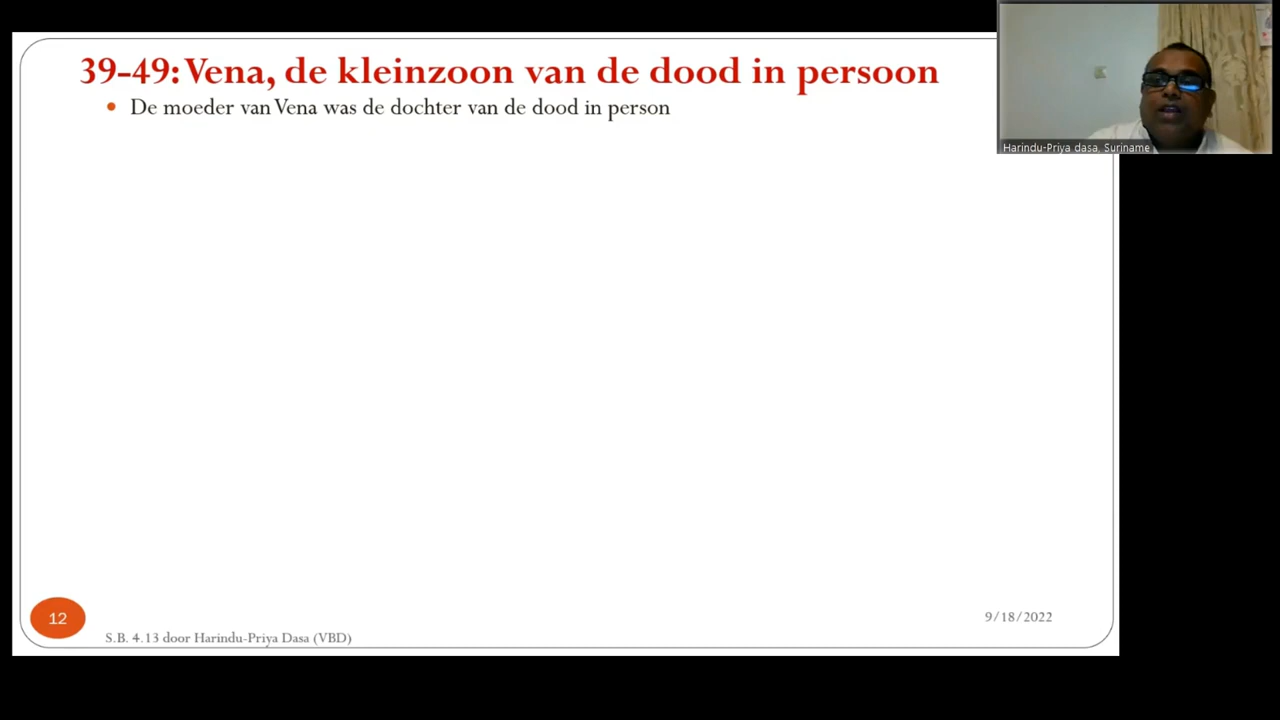 39-49: Vena, de kleinzoon van de dood in persoon
De moeder van Vena was de dochter van de dood in person
Harindu-Priya dasa, Suriname
12
9/18/2022
S.B. 4.13 door Harindu-Priya Dasa (VBD)